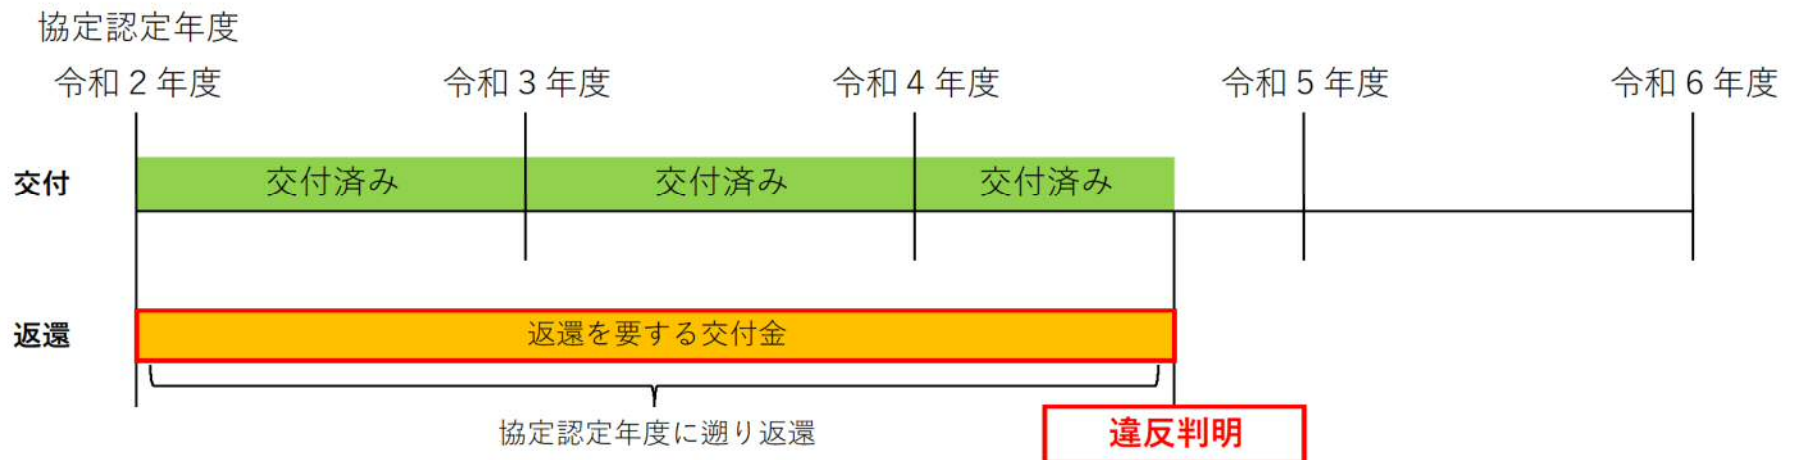 協定認定年度
令和２年度
令和３年度
令和４年度
令和５年度
令和６年度
交付
交付済み
交付済み
交付済み
返還
返還を要する交付金
協定認定年度に遡り返還
違反判明